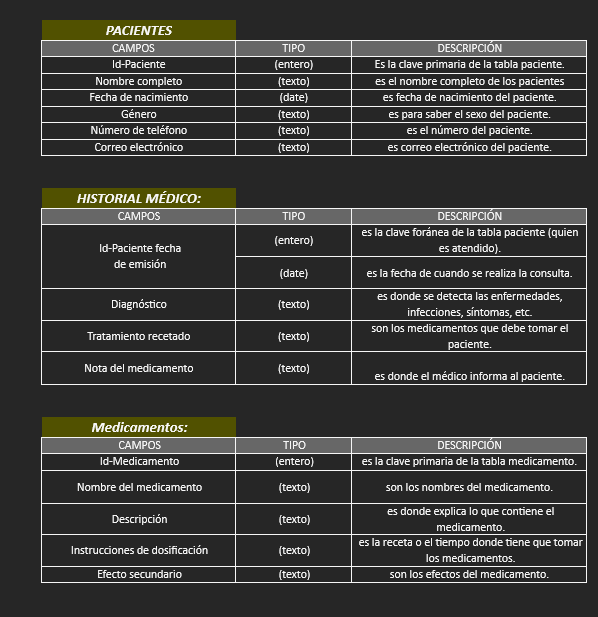 PACIENTES
CAMPOS TIPO DESCRIPCIÓN
Id-Paciente (entero) Es la clave primaria de la tabla paciente.
Nombre completo (texto) es el nombre completo de los pacientes
Fecha de nacimiento (date) es fecha de nacimiento del paciente.
Género (texto) es para saber el sexo del paciente.
Número de teléfono (texto) es el número del paciente.
Correo electrónico (texto) es correo electrónico del paciente.
HISTORIAL MÉDICO:
CAMPOS TIPO DESCRIPCIÓN
Id-Paciente fecha
de emisión
(entero)
es la clave foránea de la tabla paciente (quien
es atendido).
(date) es la fecha de cuando se realiza la consulta.
Diagnóstico (texto)
es donde se detecta las enfermedades,
infecciones, síntomas, etc.
Tratamiento recetado (texto)
son los medicamentos que debe tomar el
paciente.
Nota del medicamento (texto)
es donde el médico informa al paciente.
Medicamentos:
CAMPOS TIPO DESCRIPCIÓN
Id-Medicamento (entero) es la clave primaria de la tabla medicamento.
Nombre del medicamento (texto) son los nombres del medicamento.
Descripción (texto)
es donde explica lo que contiene el
medicamento.
Instrucciones de dosificación (texto)
es la receta o el tiempo donde tiene que tomar
los medicamentos.
Efecto secundario (texto) son los efectos del medicamento.